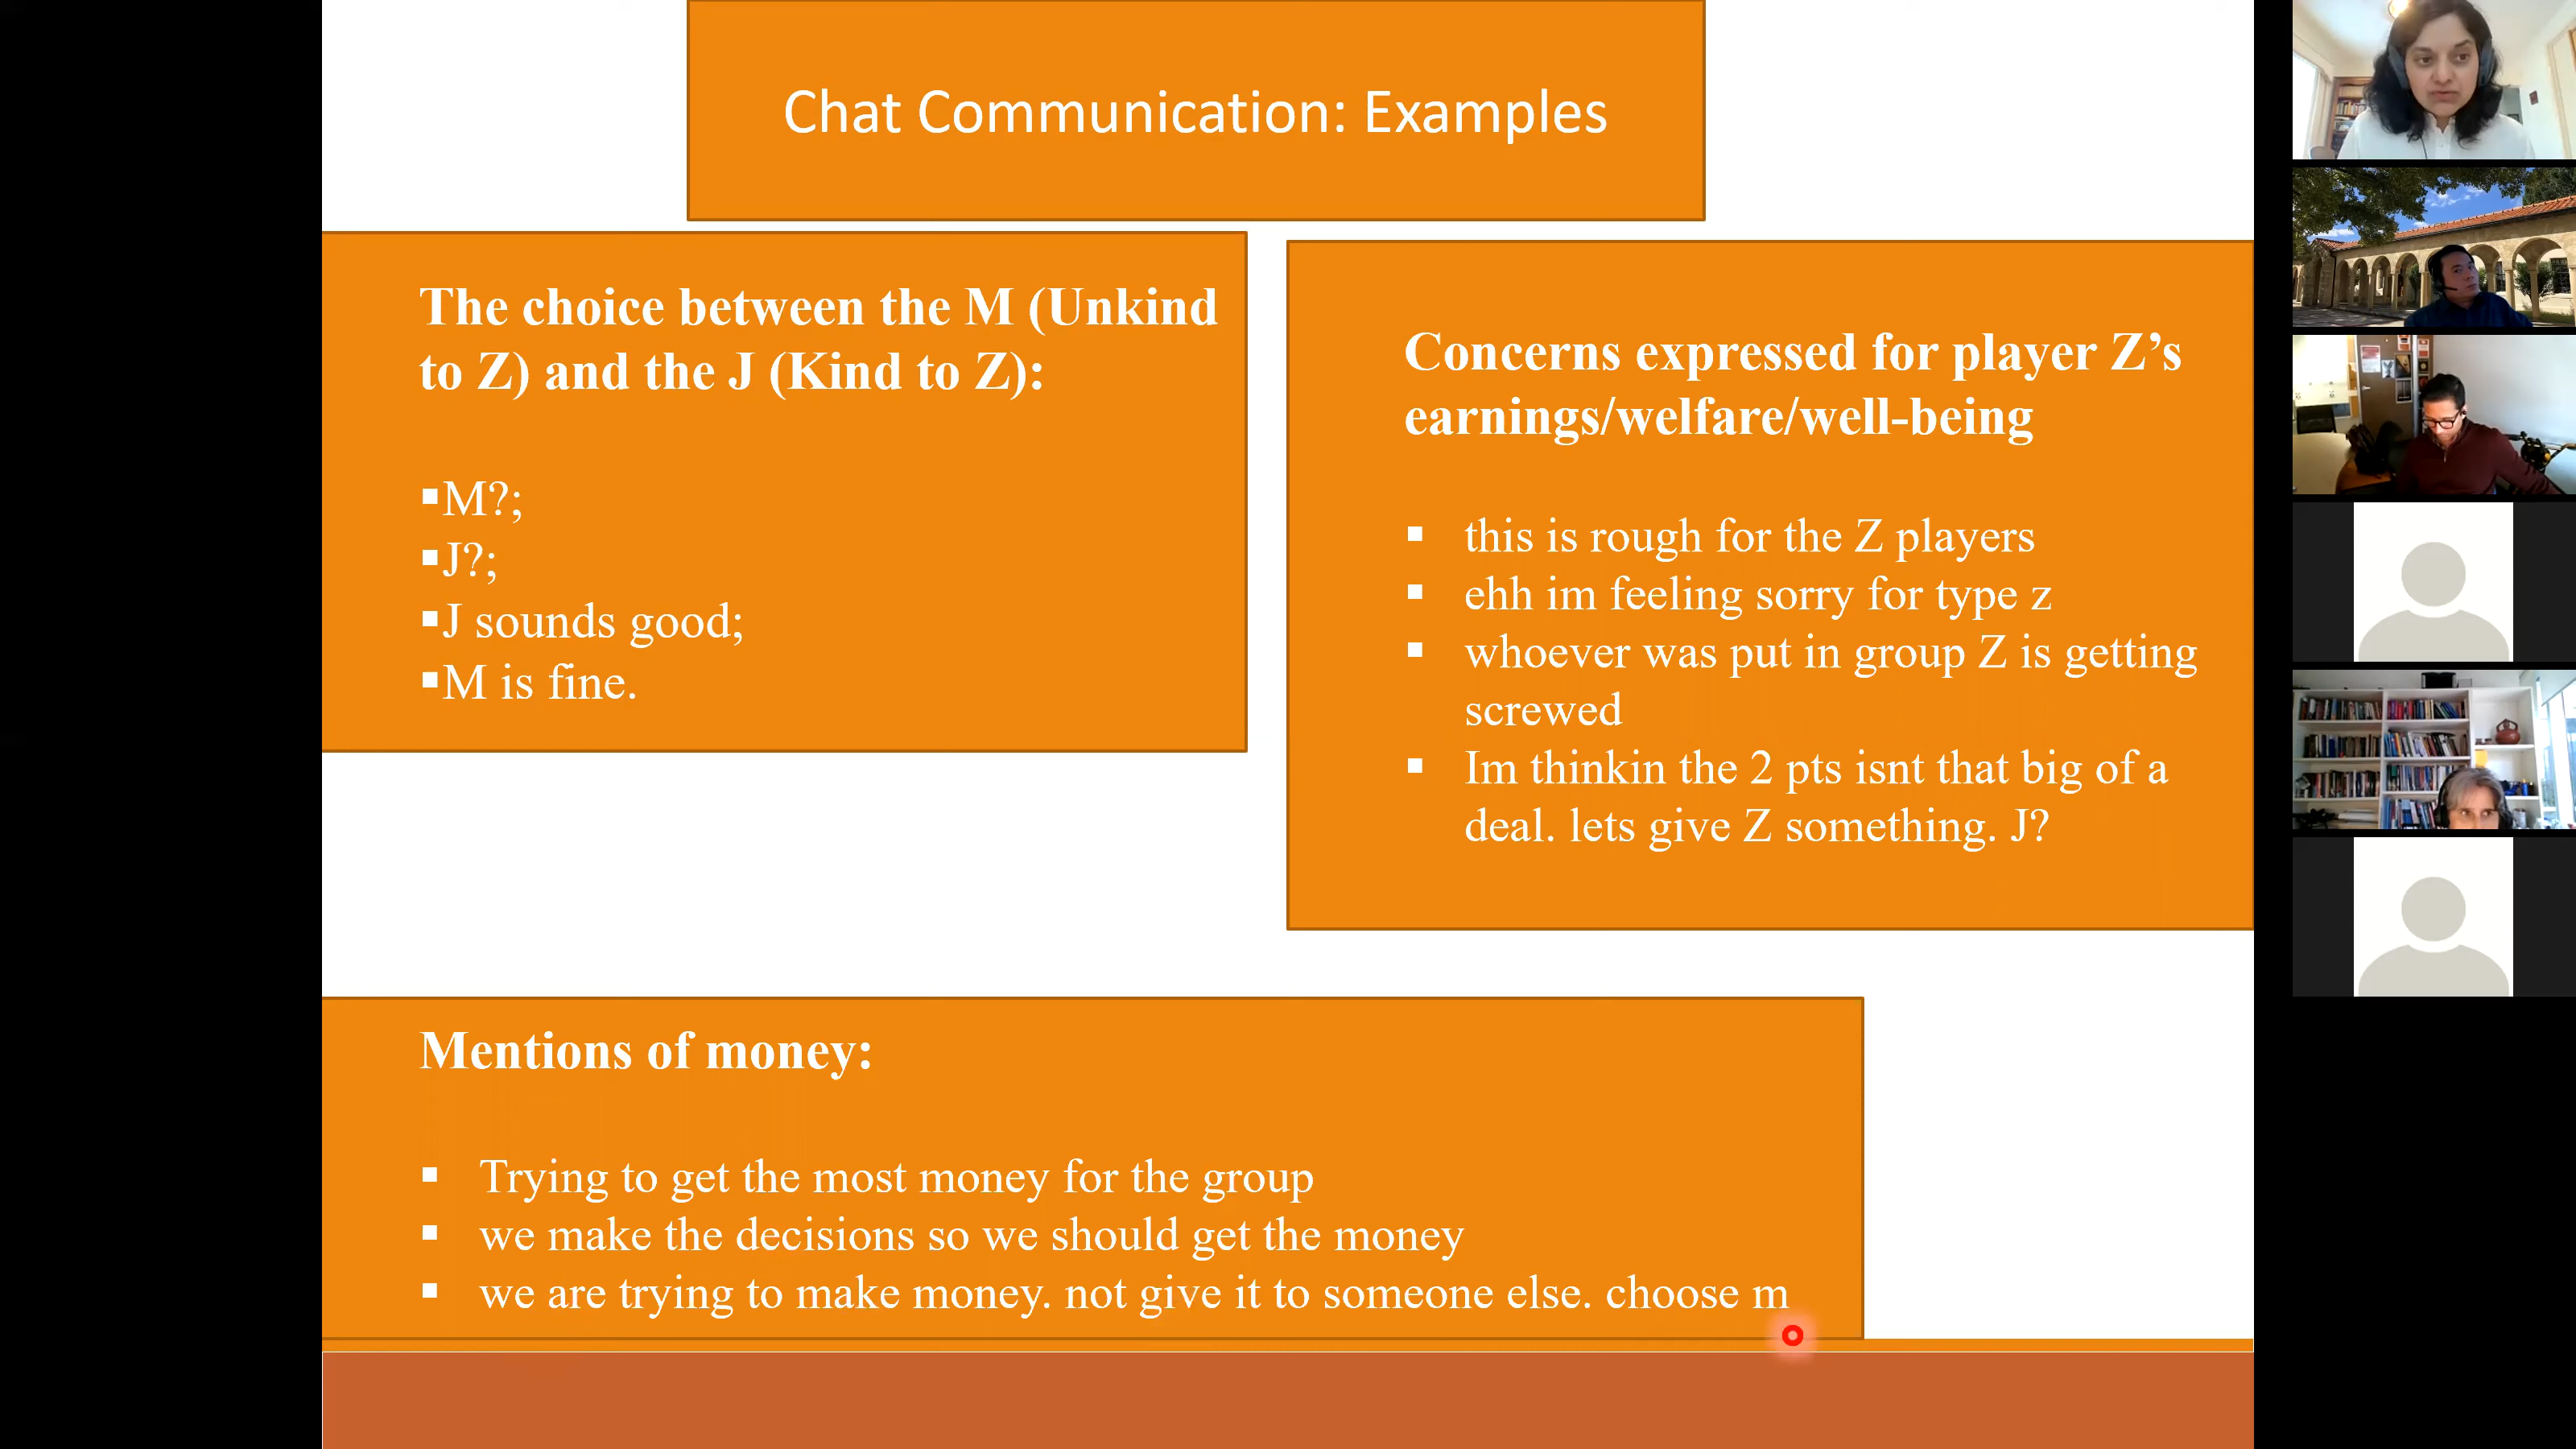 Chat Communication: Examples
The choice between the M (Unkind
to Z) and the J (Kind to Z):
▪M?;
▪J?;
▪J sounds good;
▪M is fine.
Concerns expressed for player Z’s
earnings/welfare/well-being
▪ this is rough for the Z players
▪ ehh im feeling sorry for type z
▪ whoever was put in group Z is getting
screwed
▪ Im thinkin the 2 pts isnt that big of a
deal. lets give Z something. J?
Mentions of money:
▪ Trying to get the most money for the group
▪ we make the decisions so we should get the money
▪ we are trying to make money. not give it to someone else. choose m